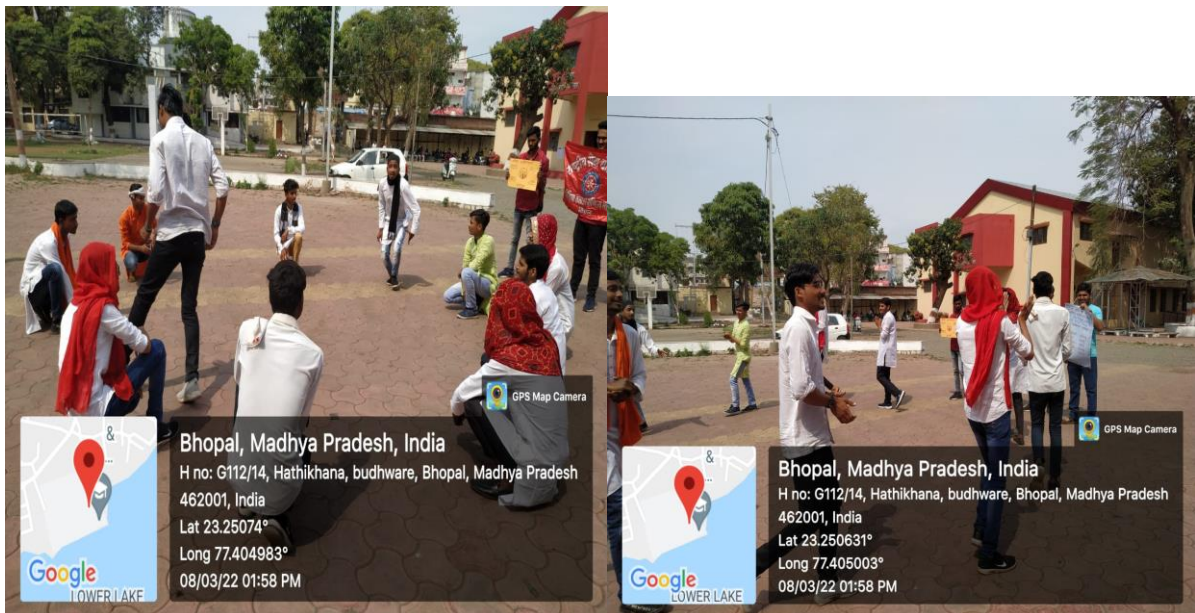 GPS Map Camera
Bhopal, Madhya Pradesh, India
H no: G112/14, Hathikhana, budhware, Bhopal, Madhya Pradesh
462001, India
Lat 23.25074°
Long 77.404983°
08/03/22 01:58 PM
&
...
Google
LOWER LAKE
GPS Map Camera
Bhopal, Madhya Pradesh, India
H no: G112/14, Hathikhana, budhware, Bhopal, Madhya Pradesh
462001, India
Lat 23.250631°
Long 77.405003°
08/03/22 01:58 PM
&
...
Google
LOWER LAKE